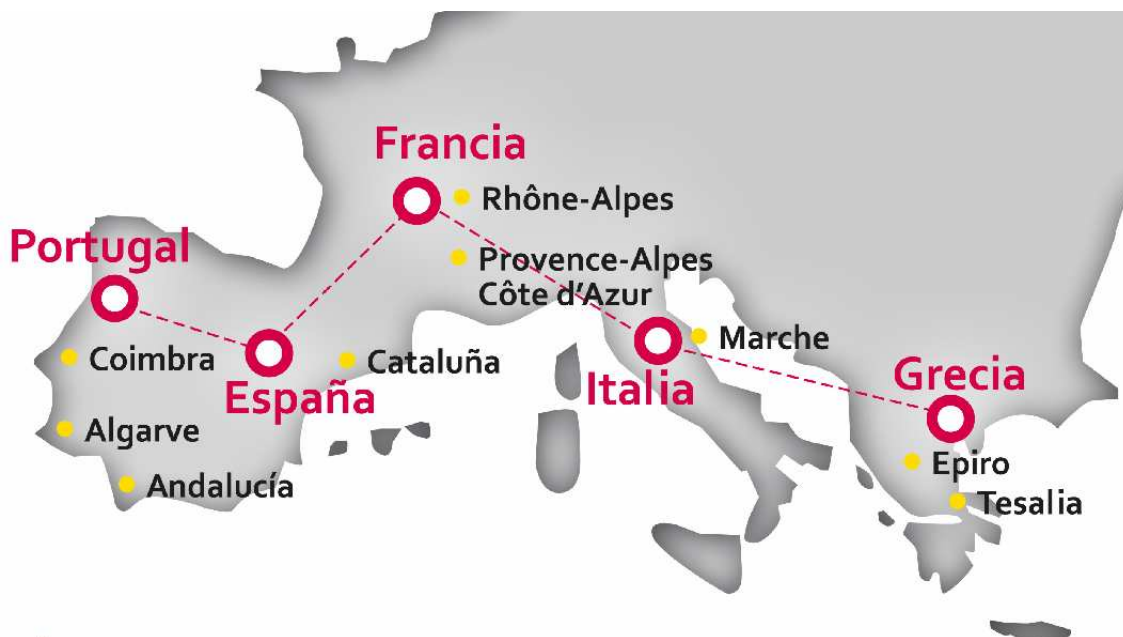 Francia
Rhône-Alpes
Portugal
Provence-Alpes
Côte d'Azur
Marche
Coimbra
Cataluña
España
Italia
Grecia
Algarve
Epiro
Andalucía
Tesalia